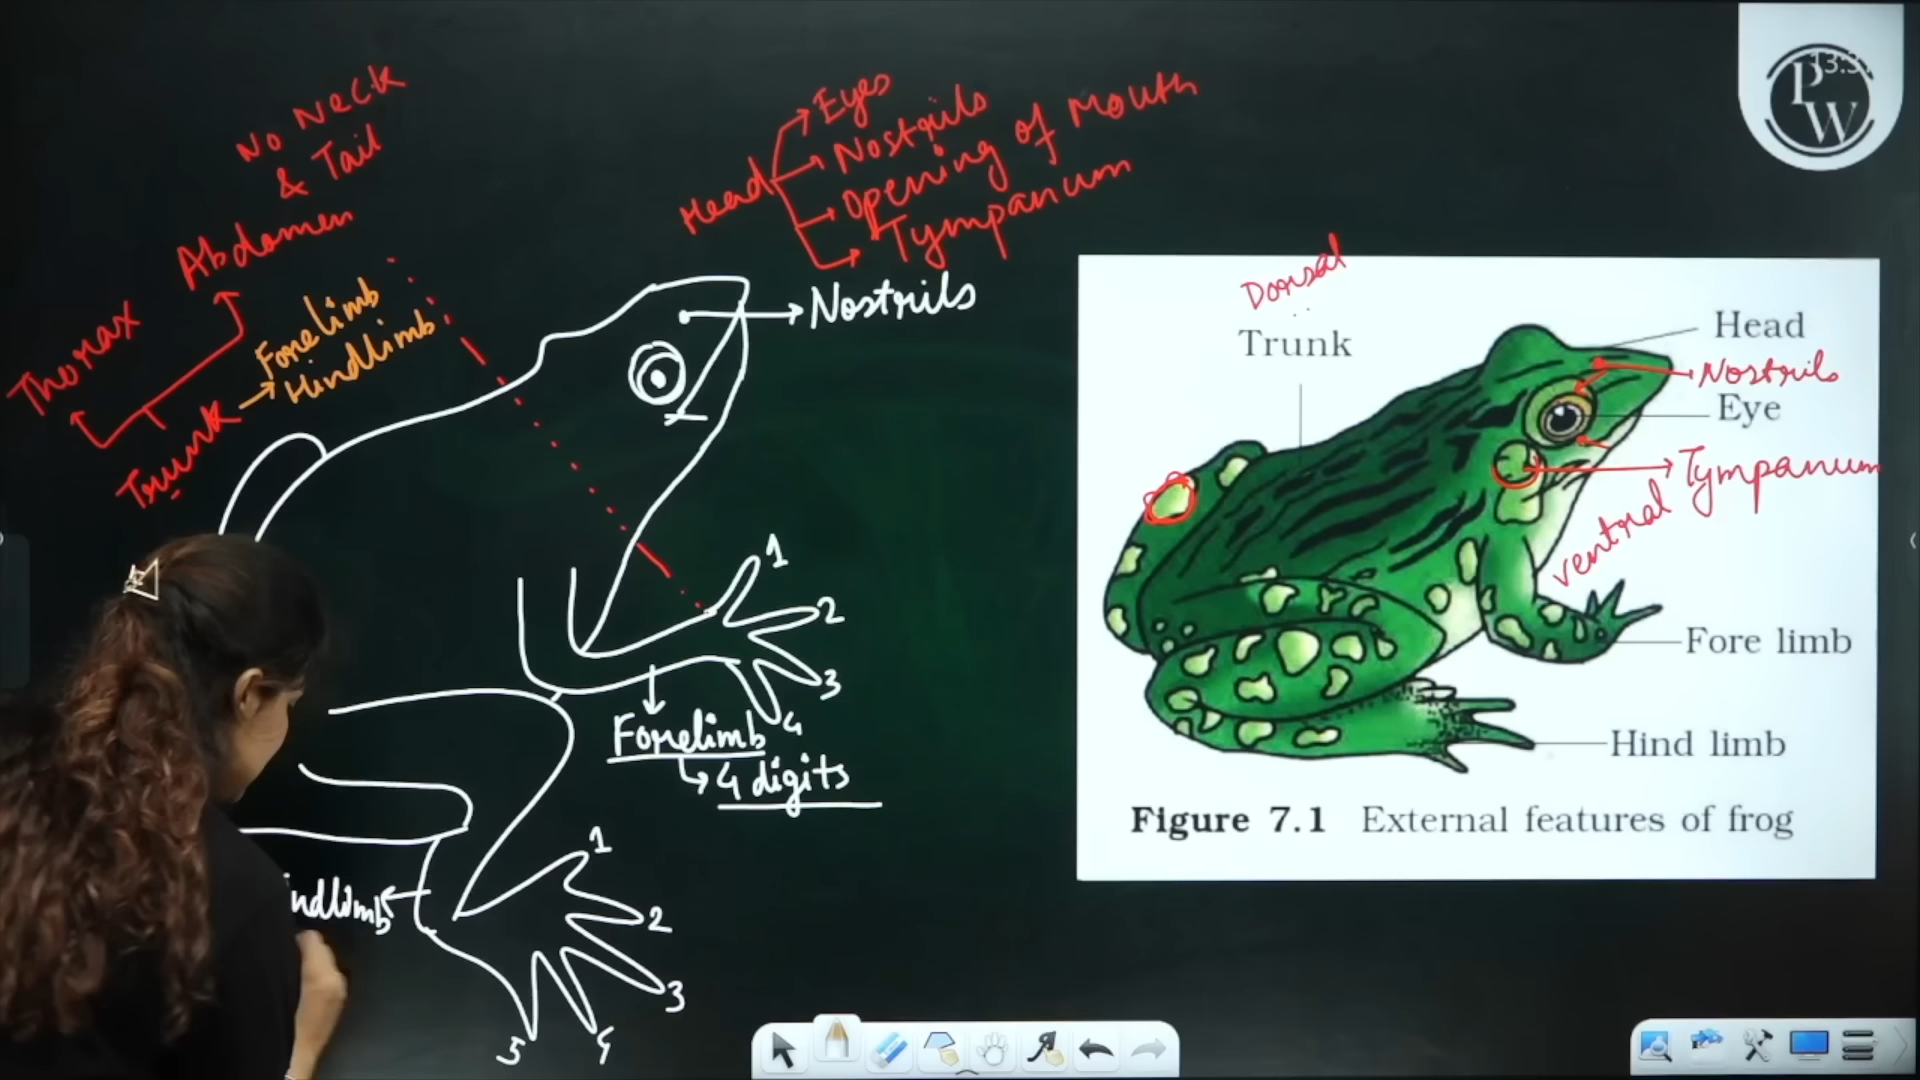 No Neck
& Tail
Abdomen
Thorax
Trunk
Forelimb
Hindlimb
Head
Eyes
Nostrils
Opening of Mouth
Tympanum
Nostrils
1
2
3
4
Forelimb
4 digits
indlimb
1
2
3
4
5
PW
Dorsal
Trunk
Head
Nostrils
Eye
Tympanum
ventral
Fore limb
Hind limb
Figure 7.1 External features of frog